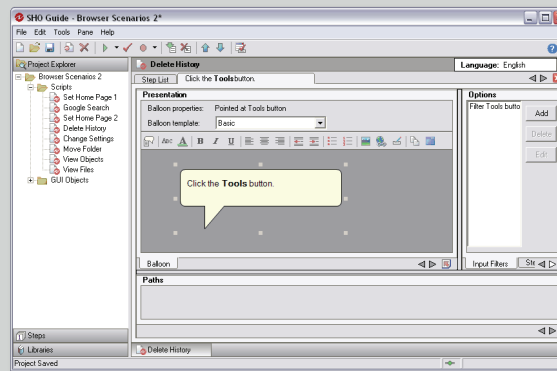 SHO Guide - Browser Scenarios 2*
File Edit Tools Pane Help
Project Explorer
Browser Scenarios 2
Scripts
Set Home Page 1
Google Search
Set Home Page 2
Delete History
Change Settings
Move Folder
View Objects
View Files
GUI Objects
Steps
Libraries
Project Saved
Delete History
Language: English
Step List
Click the Tools button.
Presentation
Balloon properties: Pointed at Tools button
Balloon template: Basic
ABC A B I U
Click the Tools button.
Balloon
Options
Filter Tools butto
Add
Delete
Edit
Input Filters
Str
Paths
Delete History